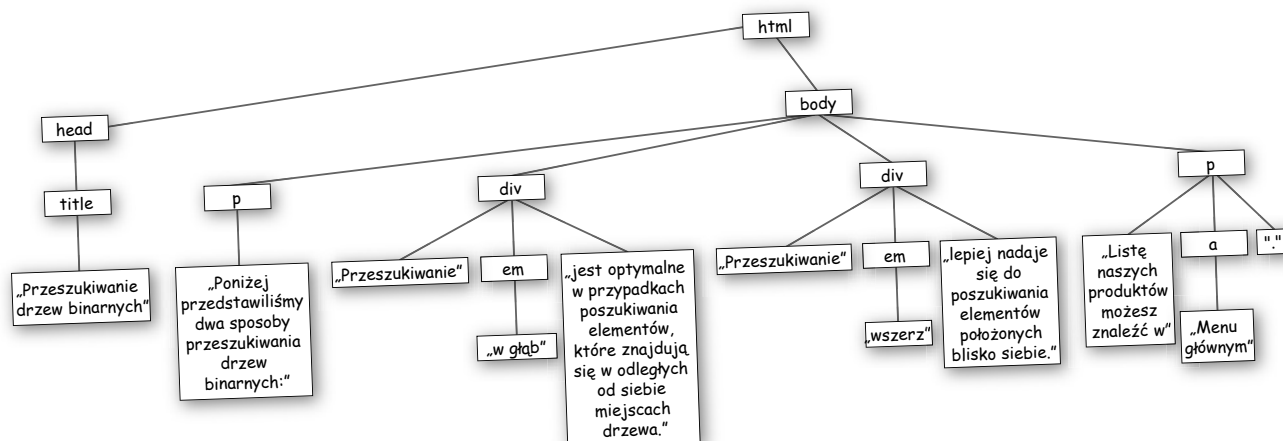 html
head
body
title
p
div
div
p
„Przeszukiwanie
drzew binarnych”
„Poniżej
przedstawiliśmy
dwa sposoby
przeszukiwania
drzew
binarnych:”
„Przeszukiwanie”
em
„w głąb”
„jest optymalne
w przypadkach
poszukiwania
elementów,
które znajdują
się w odległych
od siebie
miejscach
drzewa.”
„Przeszukiwanie”
em
„wszerz”
„lepiej nadaje
się do
poszukiwania
elementów
położonych
blisko siebie.”
„Listę
naszych
produktów
możesz
znaleźć w”
a
„Menu
głównym”
"."